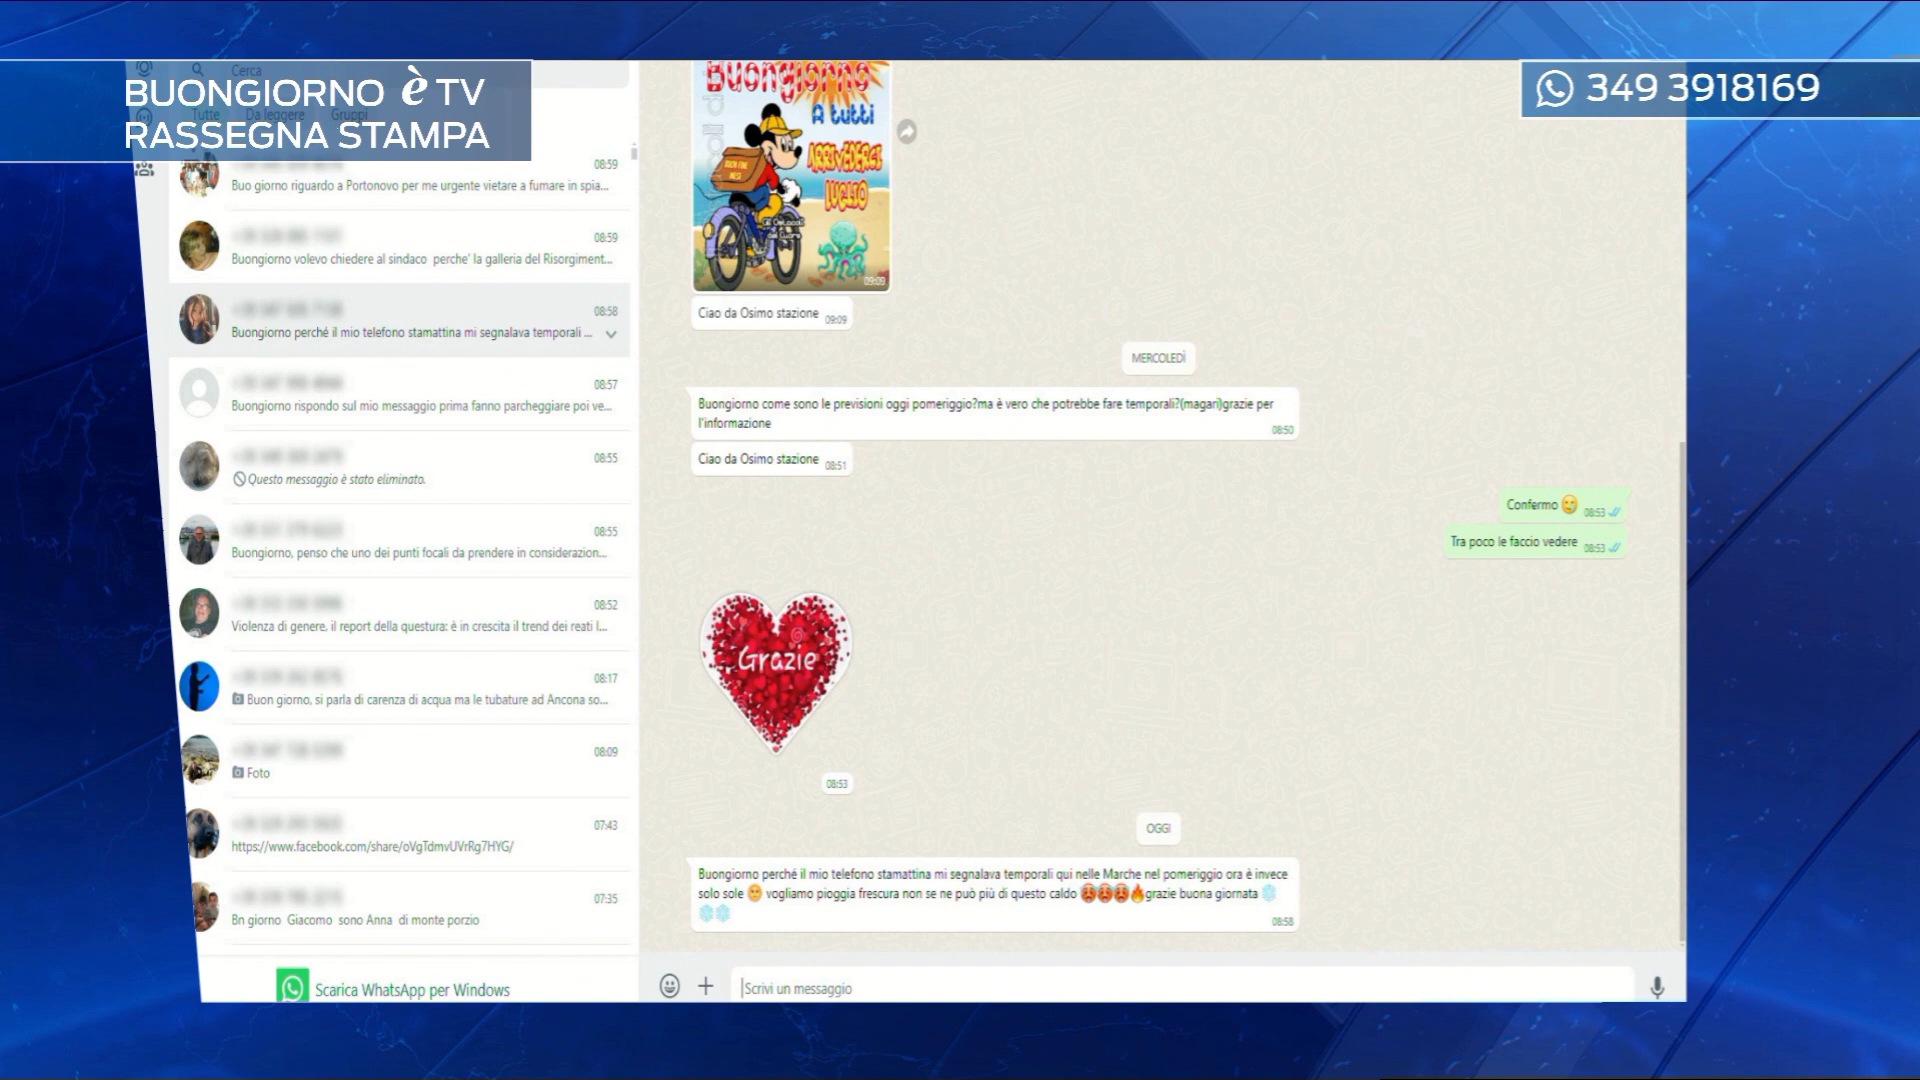 BUONGIORNO è TV
RASSEGNA STAMPA
349 3918169
Cerca
Tutte Da leggere Gruppi
08:59
Buo giorno riguardo a Portonovo per me urgente vietare a fumare in spia...
08:59
Buongiorno volevo chiedere al sindaco perche' la galleria del Risorgiment...
08:58
Buongiorno perché il mio telefono stamattina mi segnalava temporali ...
08:57
Buongiorno rispondo sul mio messaggio prima fanno parcheggiare poi ve...
08:55
Questo messaggio è stato eliminato.
08:55
Buongiorno, penso che uno dei punti focali da prendere in considerazion...
08:52
Violenza di genere, il report della questura: è in crescita il trend dei reati l...
08:17
Buon giorno, si parla di carenza di acqua ma le tubature ad Ancona so...
08:09
Foto
07:43
https://www.facebook.com/share/oVgTdmvUVrRg7HYG/
07:35
Bn giorno Giacomo sono Anna di monte porzio
Scarica WhatsApp per Windows
Buongiorno
A tutti
ARRIVEDERCI
LUGLIO
BUON FINE
MESE
09:09
Ciao da Osimo stazione 09:09
MERCOLEDÌ
Buongiorno come sono le previsioni oggi pomeriggio?ma è vero che potrebbe fare temporali?(magari)grazie per
l'informazione
08:50
Ciao da Osimo stazione 08:51
Confermo 😋 08:53
Tra poco le faccio vedere 08:53
Grazie
08:53
OGGI
Buongiorno perché il mio telefono stamattina mi segnalava temporali qui nelle Marche nel pomeriggio ora è invece
solo sole 🙁 vogliamo pioggia frescura non se ne può più di questo caldo 🥵🥵🥵🔥grazie buona giornata ❄️
❄️❄️
08:58
Scrivi un messaggio